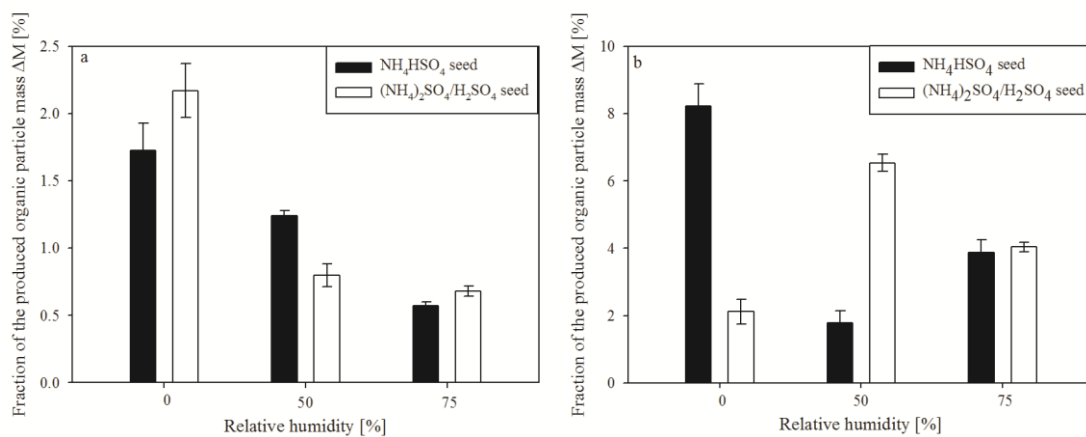 Fraction of the produced organic particle mass ΔM [%]
2.5
2.0
1.5
1.0
0.5
0.0
a
NH4HSO4 seed
(NH4)2SO4/H2SO4 seed
0
50
75
Relative humidity [%]
Fraction of the produced organic particle mass ΔM [%]
10
8
6
4
2
0
b
NH4HSO4 seed
(NH4)2SO4/H2SO4 seed
0
50
75
Relative humidity [%]